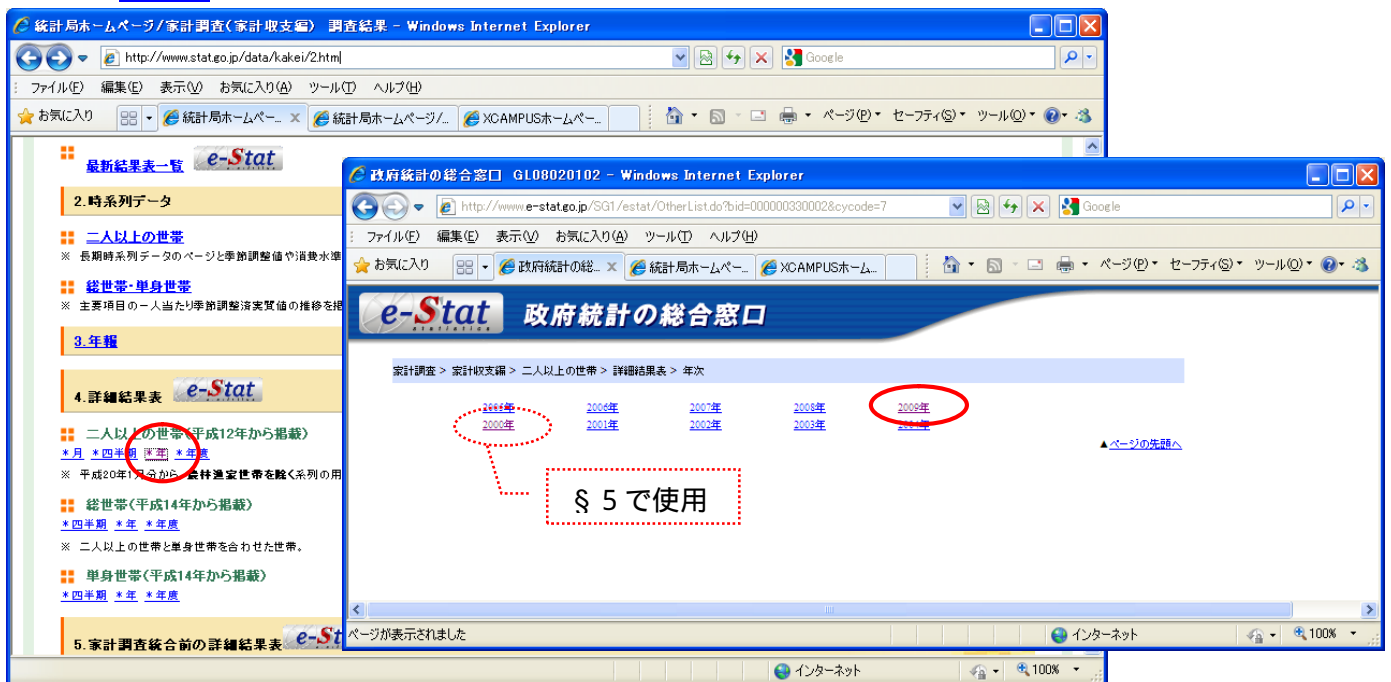 統計局ホームページ/家計調査(家計収支編) 調査結果 - Windows Internet Explorer
http://www.stat.go.jp/data/kakei/2.htm
Google
ファイル(F) 編集(E) 表示(V) お気に入り(A) ツール(T) ヘルプ(H)
お気に入り
統計局ホームペー...
統計局ホームページ/...
XCAMPUSホームペー...
ページ(P) セーフティ(S) ツール(O)
最新結果表一覧 e-Stat
2.時系列データ
二人以上の世帯
※ 長期時系列データのページと季節調整値や消費水準
総世帯・単身世帯
※ 主要項目の一人当たり季節調整済実質値の推移を掲
3.年報
4.詳細結果表 e-Stat
二人以上の世帯(平成12年から掲載)
*月 *四半期 *年 *年度
※ 平成20年1月分から、農林漁家世帯を除く系列の用
総世帯(平成14年から掲載)
*四半期 *年 *年度
※ 二人以上の世帯と単身世帯を合わせた世帯。
単身世帯(平成14年から掲載)
*四半期 *年 *年度
5.家計調査統合前の詳細結果表 e-St
インターネット
100%
政府統計の総合窓口 GL08020102 - Windows Internet Explorer
http://www.e-stat.go.jp/SG1/estat/OtherList.do?bid=000000330002&cycode=7
Google
ファイル(F) 編集(E) 表示(V) お気に入り(A) ツール(T) ヘルプ(H)
お気に入り
政府統計の総...
統計局ホームペー...
XCAMPUSホーム...
ページ(P) セーフティ(S) ツール(O)
e-Stat 政府統計の総合窓口
statistics
家計調査 > 家計収支編 > 二人以上の世帯 > 詳細結果表 > 年次
2005年 2006年 2007年 2008年 2009年
2000年 2001年 2002年 2003年 2004年
▲ページの先頭へ
§5で使用
ページが表示されました
インターネット
100%